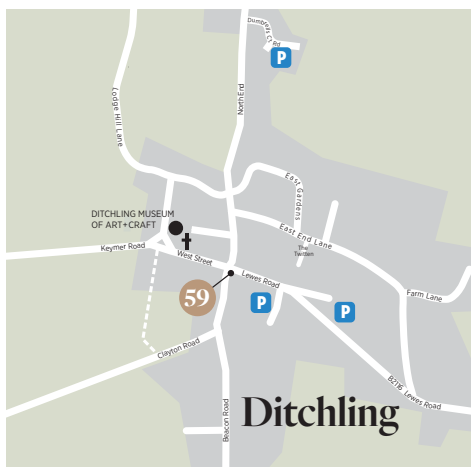 Dumbrells Ct Rd
P
North End
Lodge Hill Lane
East Gardens
DITCHLING MUSEUM
OF ART+CRAFT
East End Lane
Keymer Road
West Street
The
Twitten
Lewes Road
Farm Lane
59
P
P
Clayton Road
B2116 Lewes Road
Beacon Road
Ditchling